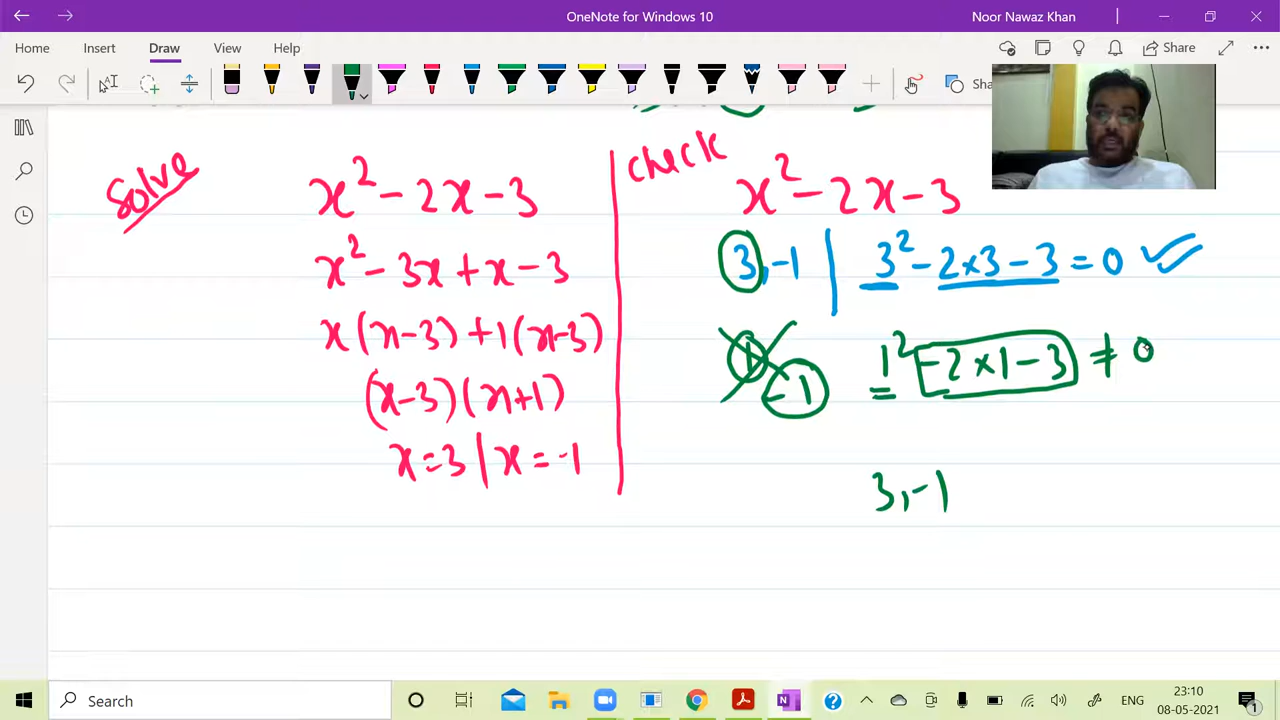 OneNote for Windows 10
Noor Nawaz Khan
Home Insert Draw View Help
Share
Sha
Solve
x² - 2x - 3
x² - 3x + x - 3
x(x-3) + 1(x-3)
(x-3)(x+1)
x=3 | x=-1
check
x² - 2x - 3
3, -1 | 3² - 2×3 - 3 = 0 ✓
1 1² - 2×1 - 3 ≠ 0
-1
3, -1
Search
ENG
23:10
08-05-2021
1